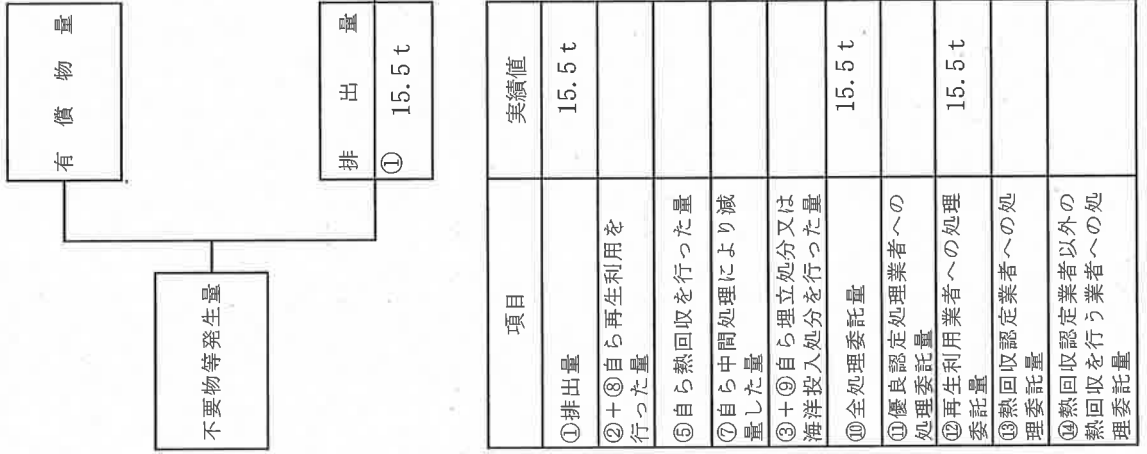 不要物等発生量
有償物量
排出量
① 15.5t
項目 実績値
①排出量 15.5t
②+⑧自ら再生利用を
行った量
⑤自ら熱回収を行った量
⑦自ら中間処理により減
量した量
③+⑨自ら埋立処分又は
海洋投入処分を行った量
⑩全処理委託量 15.5t
⑪優良認定処理業者への
処理委託量
⑫再生利用業者への処理
委託量 15.5t
⑬熱回収認定業者への処
理委託量
⑭熱回収認定業者以外の
熱回収を行う業者への処
理委託量